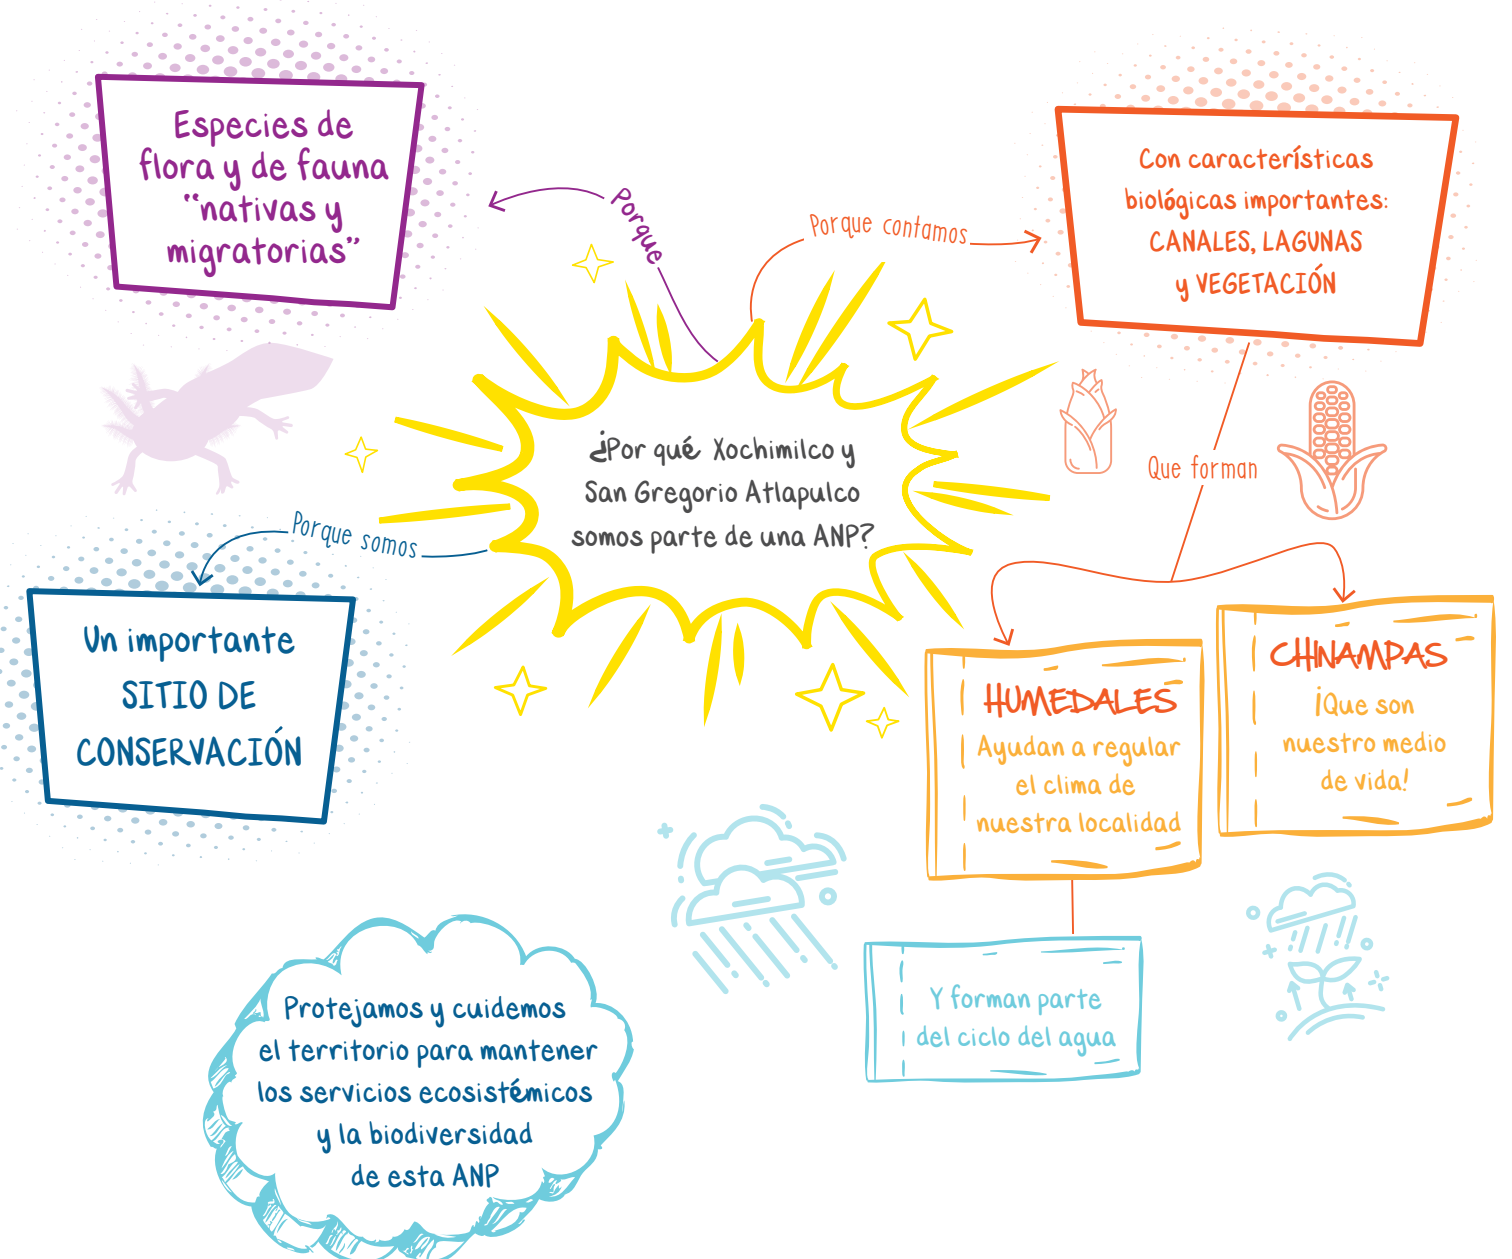 Especies de
flora y de fauna
“nativas y
migratorias”
Porque
Porque contamos
Con características
biológicas importantes:
CANALES, LAGUNAS
y VEGETACIÓN
¿Por qué Xochimilco y
San Gregorio Atlapulco
somos parte de una ANP?
Que forman
Porque somos
Un importante
SITIO DE
CONSERVACIÓN
HUMEDALES
Ayudan a regular
el clima de
nuestra localidad
CHINAMPAS
¡Que son
nuestro medio
de vida!
Y forman parte
del ciclo del agua
Protejamos y cuidemos
el territorio para mantener
los servicios ecosistémicos
y la biodiversidad
de esta ANP